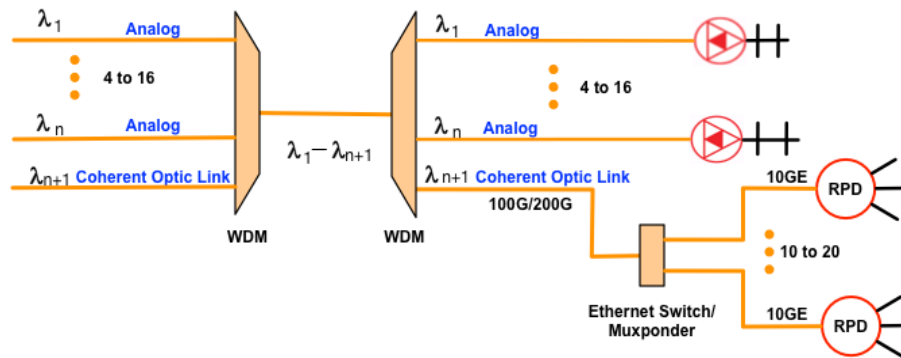 λ1 Analog
4 to 16
λn Analog
λn+1 Coherent Optic Link
WDM
λ1–λn+1
WDM
λ1 Analog
4 to 16
λn Analog
λn+1 Coherent Optic Link
100G/200G
Ethernet Switch/
Muxponder
10GE
RPD
10 to 20
10GE
RPD